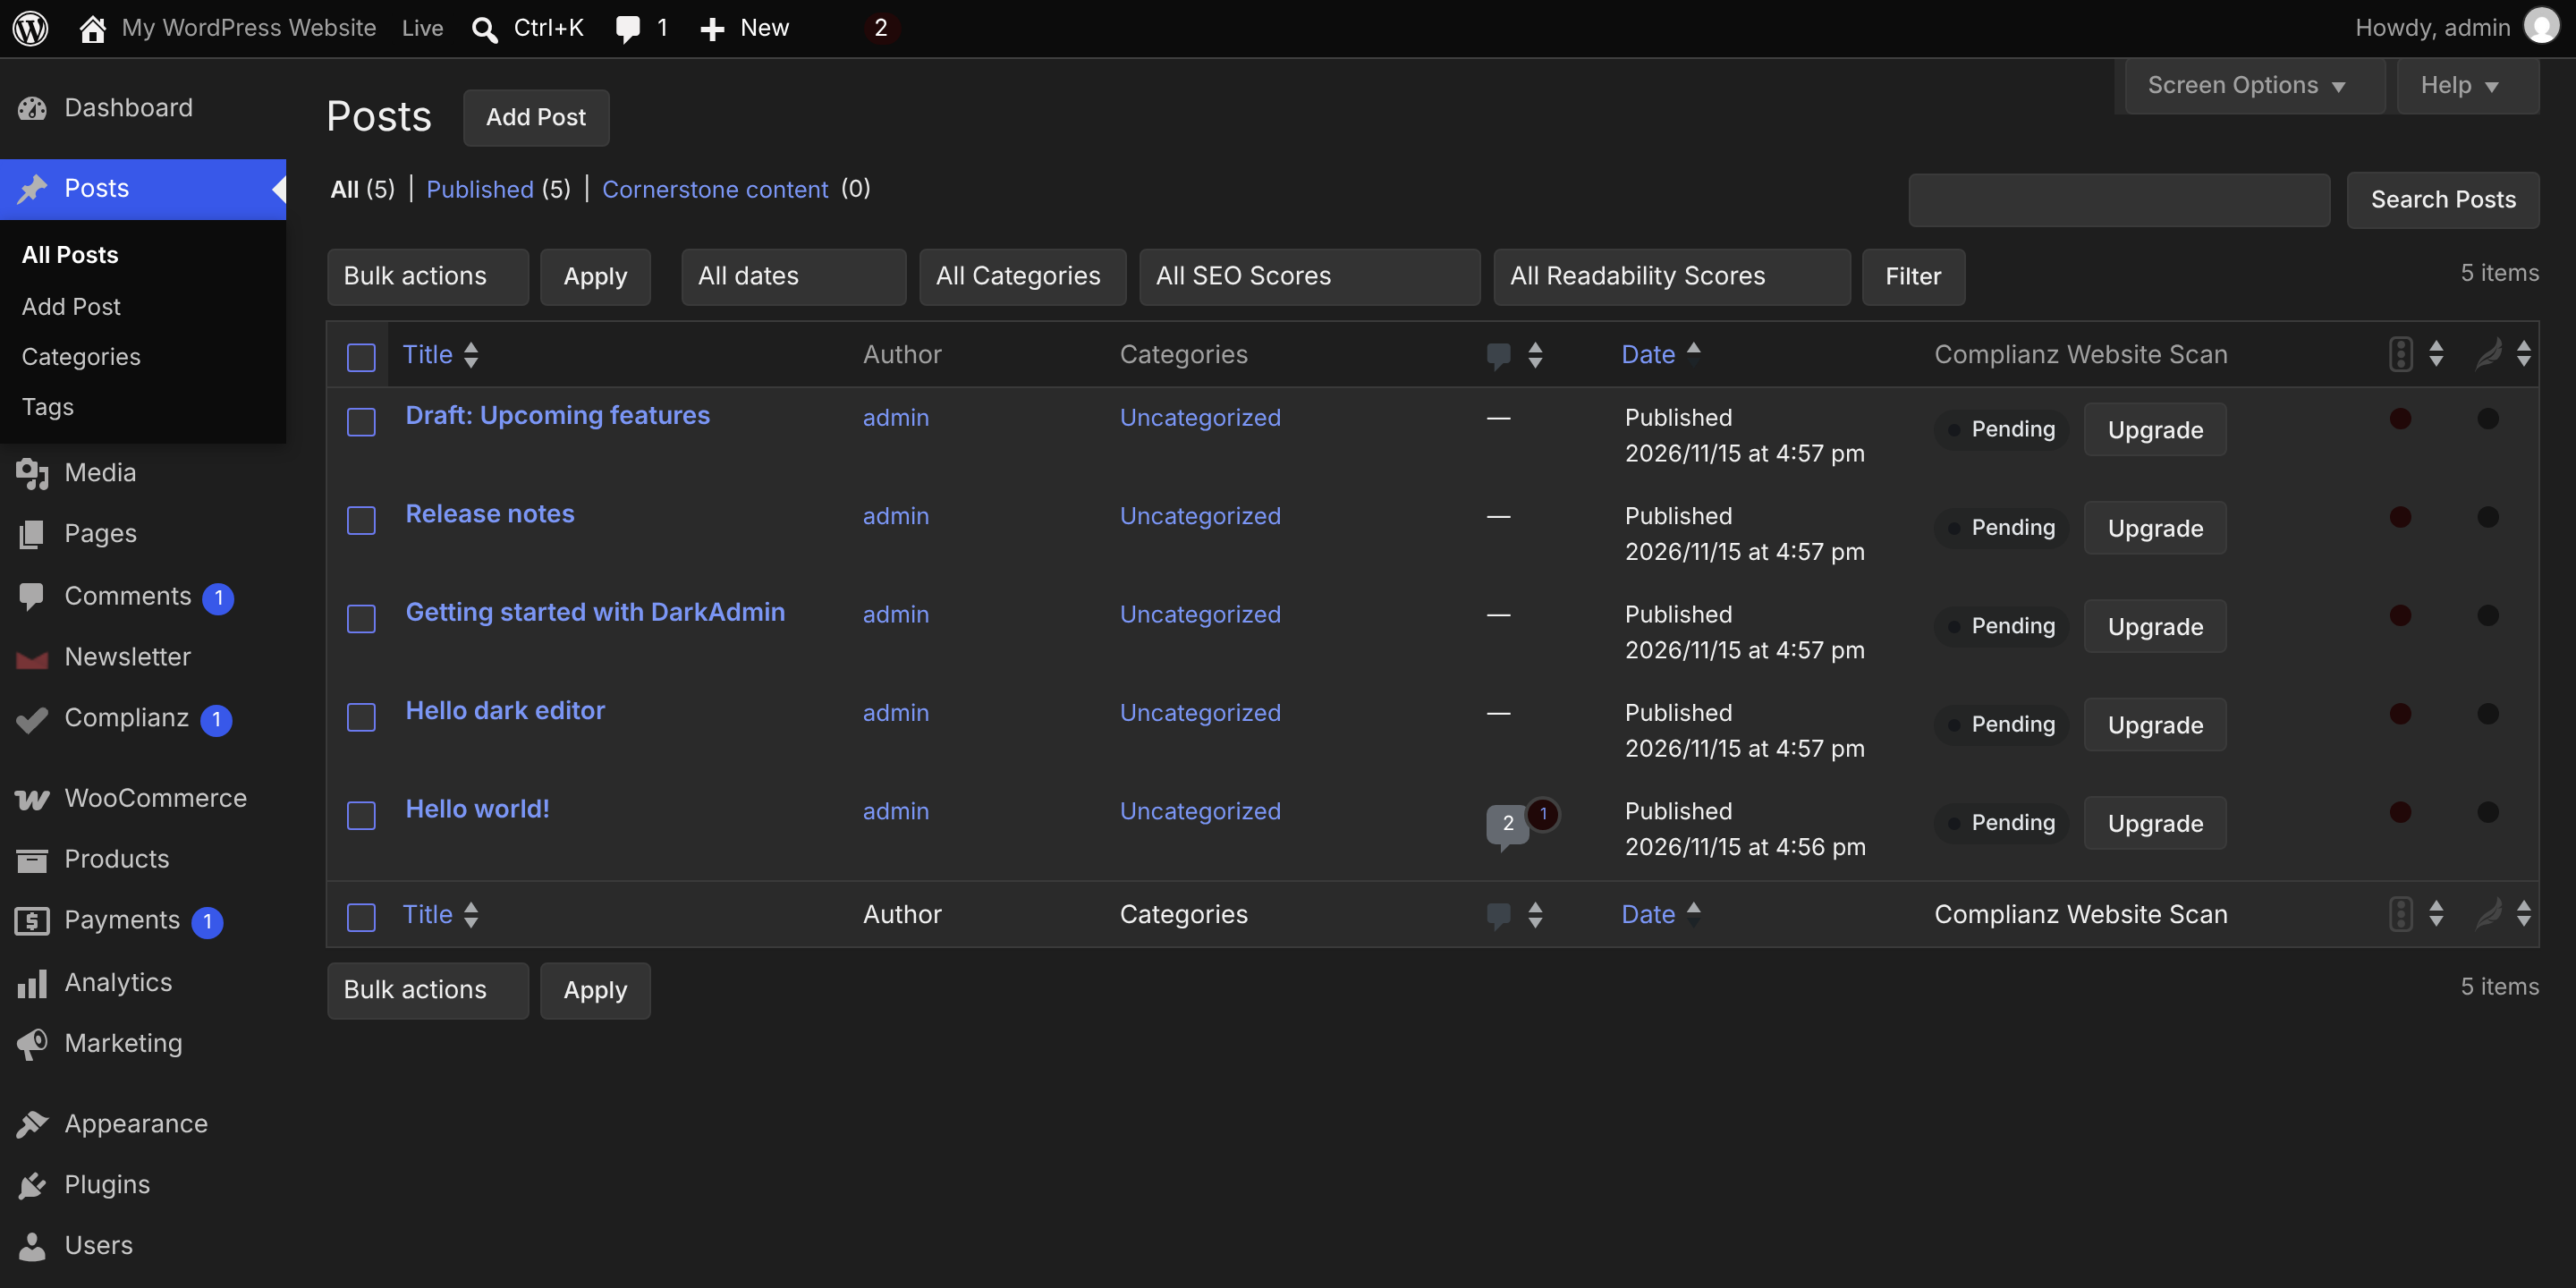 My WordPress Website Live Ctrl+K 1 New 2 Howdy, admin
Screen Options Help
Dashboard
Posts
All Posts
Add Post
Categories
Tags
Media
Pages
Comments 1
Newsletter
Complianz 1
WooCommerce
Products
Payments 1
Analytics
Marketing
Appearance
Plugins
Users
Posts Add Post
All (5) | Published (5) | Cornerstone content (0)
Search Posts
Bulk actions Apply All dates All Categories All SEO Scores All Readability Scores Filter 5 items
Title Author Categories Date Complianz Website Scan
Draft: Upcoming features admin Uncategorized — Published Pending Upgrade
2026/11/15 at 4:57 pm
Release notes admin Uncategorized — Published Pending Upgrade
2026/11/15 at 4:57 pm
Getting started with DarkAdmin admin Uncategorized — Published Pending Upgrade
2026/11/15 at 4:57 pm
Hello dark editor admin Uncategorized — Published Pending Upgrade
2026/11/15 at 4:57 pm
Hello world! admin Uncategorized 2 1 Published Pending Upgrade
2026/11/15 at 4:56 pm
Title Author Categories Date Complianz Website Scan
Bulk actions Apply 5 items